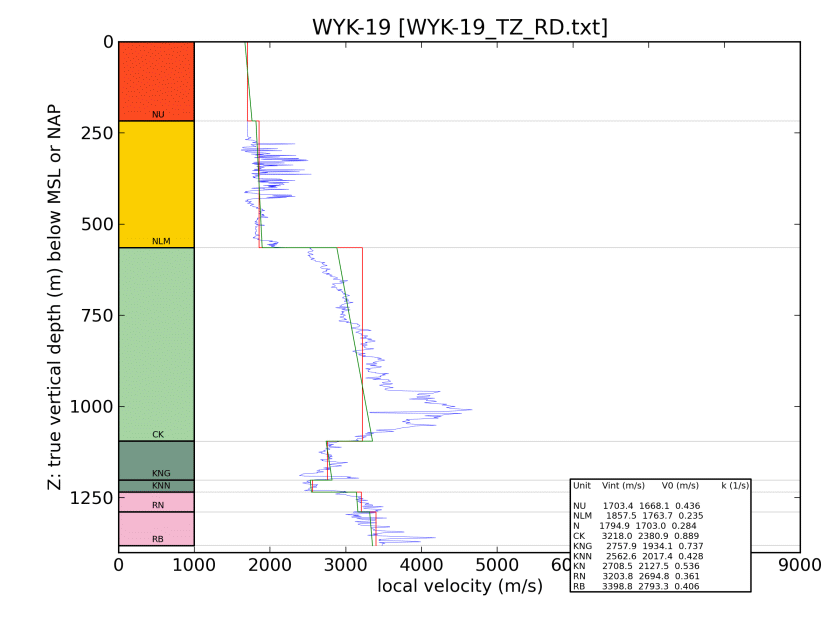 WYK-19 [WYK-19_TZ_RD.txt]
Z: true vertical depth (m) below MSL or NAP
0
250
500
750
1000
1250
NU
NLM
CK
KNG
KNN
RN
RB
Unit Vint (m/s) V0 (m/s) k (1/s)
NU 1703.4 1668.1 0.436
NLM 1857.5 1763.7 0.235
N 1794.9 1703.0 0.284
CK 3218.0 2380.9 0.889
KNG 2757.9 1934.1 0.737
KNN 2562.6 2017.4 0.428
KN 2708.5 2127.5 0.536
RN 3203.8 2694.8 0.361
RB 3398.8 2793.3 0.406
0 1000 2000 3000 4000 5000 9000
local velocity (m/s)